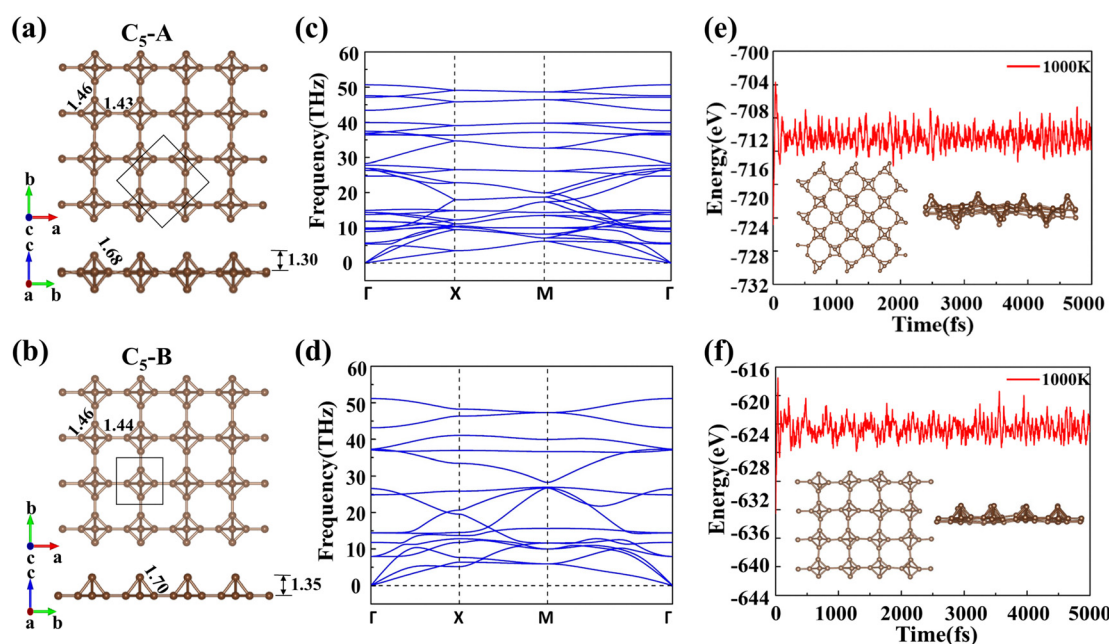 (a)
C5-A
1.46
1.43
b
c
a
c
a
b
1.68
1.30
(c)
Frequency(THz)
60
50
40
30
20
10
0
Γ X M Γ
(e)
Energy(eV)
-700
-704
-708
-712
-716
-720
-724
-728
-732
1000K
0 1000 2000 3000 4000 5000
Time(fs)
(b)
C5-B
1.46
1.44
b
c
a
c
a
b
1.70
1.35
(d)
Frequency(THz)
60
50
40
30
20
10
0
Γ X M Γ
(f)
Energy(eV)
-616
-620
-624
-628
-632
-636
-640
-644
1000K
0 1000 2000 3000 4000 5000
Time(fs)